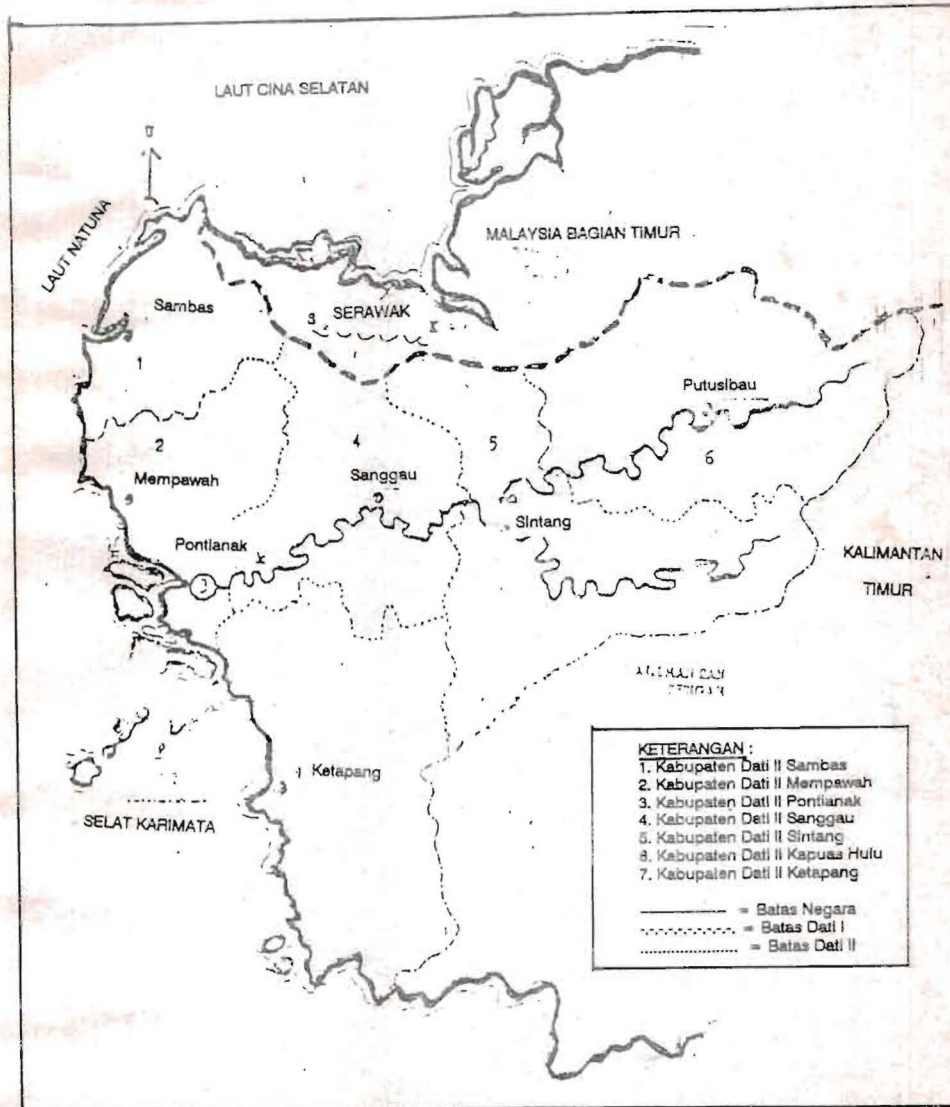 LAUT CINA SELATAN
U
LAUT NATUNA
MALAYSIA BAGIAN TIMUR
Sambas
3
SERAWAK
1
Putusibau
2
4
5
6
Mempawah
Sanggau
Sintang
Pontianak
3
KALIMANTAN
TIMUR
Ketapang
SELAT KARIMATA
KETERANGAN :
1. Kabupaten Dati II Sambas
2. Kabupaten Dati II Mempawah
3. Kabupaten Dati II Pontianak
4. Kabupaten Dati II Sanggau
5. Kabupaten Dati II Sintang
6. Kabupaten Dati II Kapuas Hulu
7. Kabupaten Dati II Ketapang
= Batas Negara
= Batas Dati I
= Batas Dati II